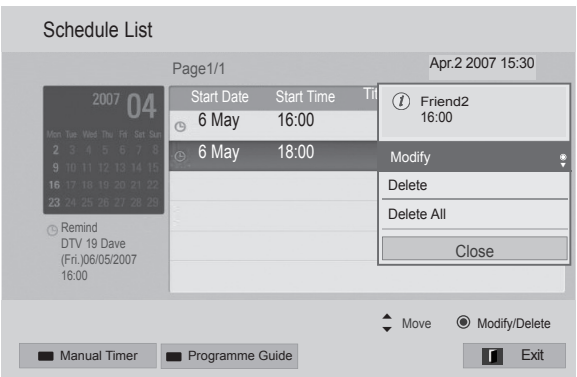 Schedule List
Page1/1
Apr.2 2007 15:30
2007 04
Mon Tue Wed Thu Fri Sat Sun
2 3 4 5 6 7 8
9 10 11 12 13 14 15
16 17 18 19 20 21 22
23 24 25 26 27 28 29
Remind
DTV 19 Dave
(Fri.)06/05/2007
16:00
Start Date Start Time Tit
6 May 16:00
6 May 18:00
Friend2
16:00
Modify
Delete
Delete All
Close
Move Modify/Delete
Manual Timer Programme Guide Exit